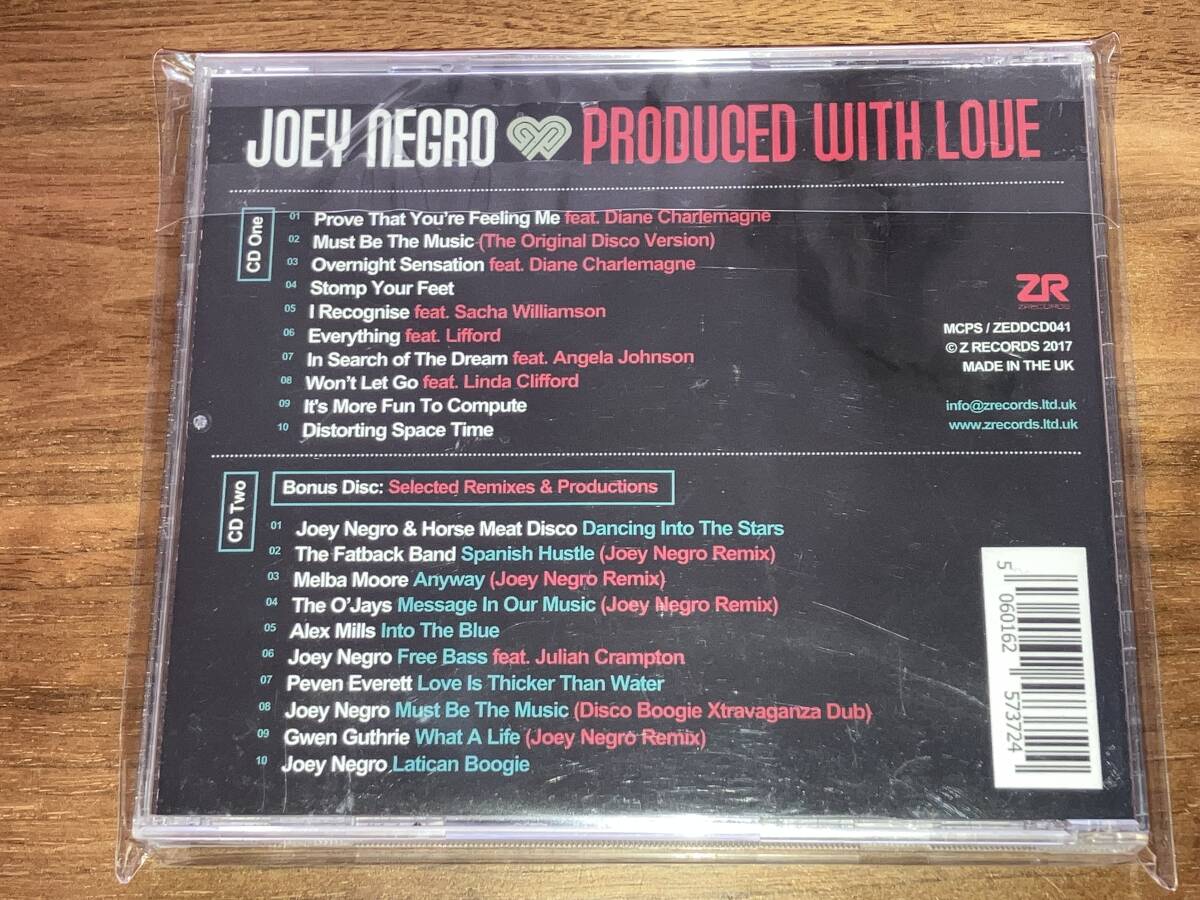 JOEY NEGRO PRODUCED WITH LOVE
CD One
01 Prove That You're Feeling Me feat. Diane Charlemagne
02 Must Be The Music (The Original Disco Version)
03 Overnight Sensation feat. Diane Charlemagne
04 Stomp Your Feet
05 I Recognise feat. Sacha Williamson
06 Everything feat. Lifford
07 In Search of The Dream feat. Angela Johnson
08 Won't Let Go feat. Linda Clifford
09 It's More Fun To Compute
10 Distorting Space Time
ZR
ZRECORDS
MCPS / ZEDDCD041
© Z RECORDS 2017
MADE IN THE UK
info@zrecords.ltd.uk
www.zrecords.ltd.uk
CD Two
Bonus Disc: Selected Remixes & Productions
01 Joey Negro & Horse Meat Disco Dancing Into The Stars
02 The Fatback Band Spanish Hustle (Joey Negro Remix)
03 Melba Moore Anyway (Joey Negro Remix)
04 The O'Jays Message In Our Music (Joey Negro Remix)
05 Alex Mills Into The Blue
06 Joey Negro Free Bass feat. Julian Crampton
07 Peven Everett Love Is Thicker Than Water
08 Joey Negro Must Be The Music (Disco Boogie Xtravaganza Dub)
09 Gwen Guthrie What A Life (Joey Negro Remix)
10 Joey Negro Latican Boogie
5 060162 573724